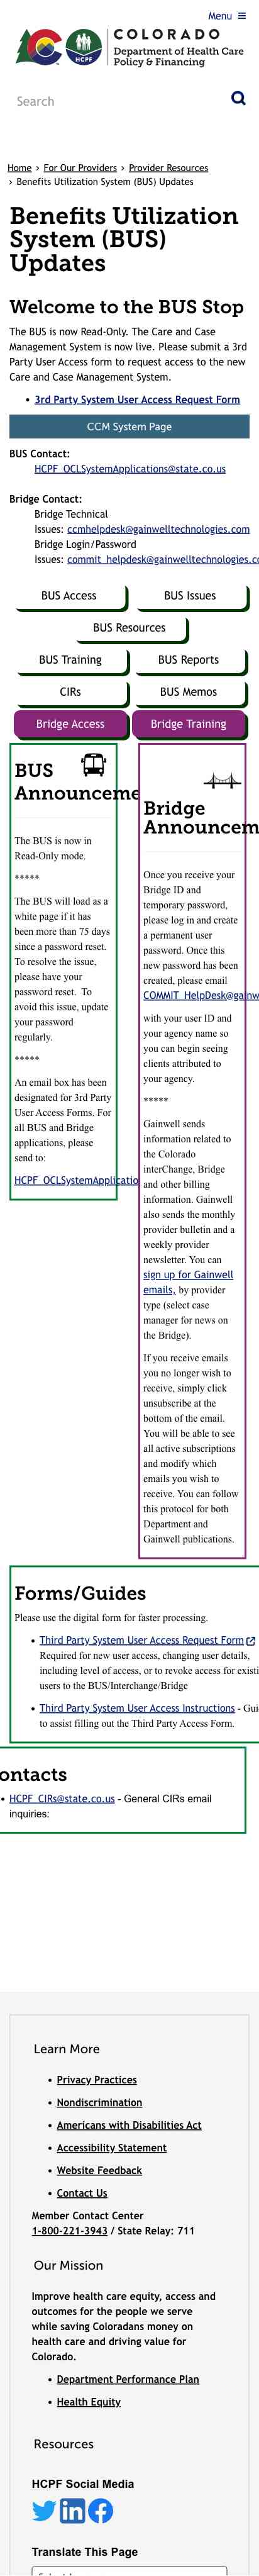 Menu
COLORADO
Department of Health Care
Policy & Financing
HCPF
Search
Home › For Our Providers › Provider Resources
› Benefits Utilization System (BUS) Updates
Benefits Utilization
System (BUS)
Updates
Welcome to the BUS Stop
The BUS is now Read-Only. The Care and Case
Management System is now live. Please submit a 3rd
Party User Access form to request access to the new
Care and Case Management System.
• 3rd Party System User Access Request Form
CCM System Page
BUS Contact:
HCPF_OCLSystemApplications@state.co.us
Bridge Contact:
Bridge Technical
Issues: ccmhelpdesk@gainwelltechnologies.com
Bridge Login/Password
Issues: commit_helpdesk@gainwelltechnologies.c
BUS Access
BUS Issues
BUS Resources
BUS Training
BUS Reports
CIRs
BUS Memos
Bridge Access
Bridge Training
BUS
Announceme
The BUS is now in
Read-Only mode.
*****
The BUS will load as a
white page if it has
been more than 75 days
since a password reset.
To resolve the issue,
please have your
password reset. To
avoid this issue, update
your password
regularly.
*****
An email box has been
designated for 3rd Party
User Access Forms. For
all BUS and Bridge
applications, please
send to:
HCPF_OCLSystemApplicatio
Bridge
Announcem
Once you receive your
Bridge ID and
temporary password,
please log in and create
a permanent user
password. Once this
new password has been
created, please email
COMMIT_HelpDesk@gainw
with your user ID and
your agency name so
you can begin seeing
clients attributed to
your agency.
*****
Gainwell sends
information related to
the Colorado
interChange, Bridge
and other billing
information. Gainwell
also sends the monthly
provider bulletin and a
weekly provider
newsletter. You can
sign up for Gainwell
emails, by provider
type (select case
manager for news on
the Bridge).
If you receive emails
you no longer wish to
receive, simply click
unsubscribe at the
bottom of the email.
You will be able to see
all active subscriptions
and modify which
emails you wish to
receive. You can follow
this protocol for both
Department and
Gainwell publications.
Forms/Guides
Please use the digital form for faster processing.
• Third Party System User Access Request Form
Required for new user access, changing user details,
including level of access, or to revoke access for existi
users to the BUS/Interchange/Bridge
• Third Party System User Access Instructions - Gui
to assist filling out the Third Party Access Form.
ontacts
• HCPF_CIRs@state.co.us - General CIRs email
inquiries:
Learn More
• Privacy Practices
• Nondiscrimination
• Americans with Disabilities Act
• Accessibility Statement
• Website Feedback
• Contact Us
Member Contact Center
1-800-221-3943 / State Relay: 711
Our Mission
Improve health care equity, access and
outcomes for the people we serve
while saving Coloradans money on
health care and driving value for
Colorado.
• Department Performance Plan
• Health Equity
Resources
HCPF Social Media
Translate This Page